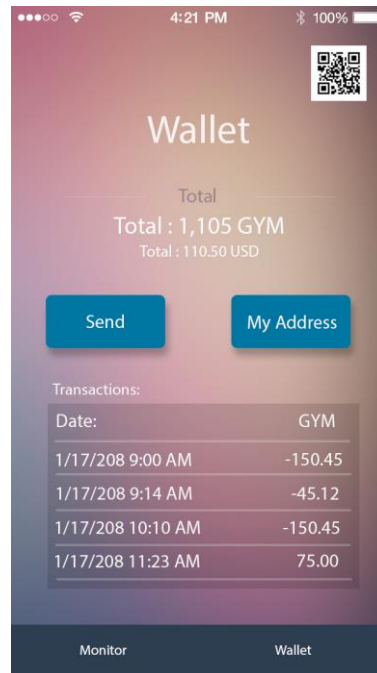 4:21 PM 100%
Wallet
Total
Total : 1,105 GYM
Total : 110.50 USD
Send My Address
Transactions:
Date: GYM
1/17/208 9:00 AM -150.45
1/17/208 9:14 AM -45.12
1/17/208 10:10 AM -150.45
1/17/208 11:23 AM 75.00
Monitor Wallet